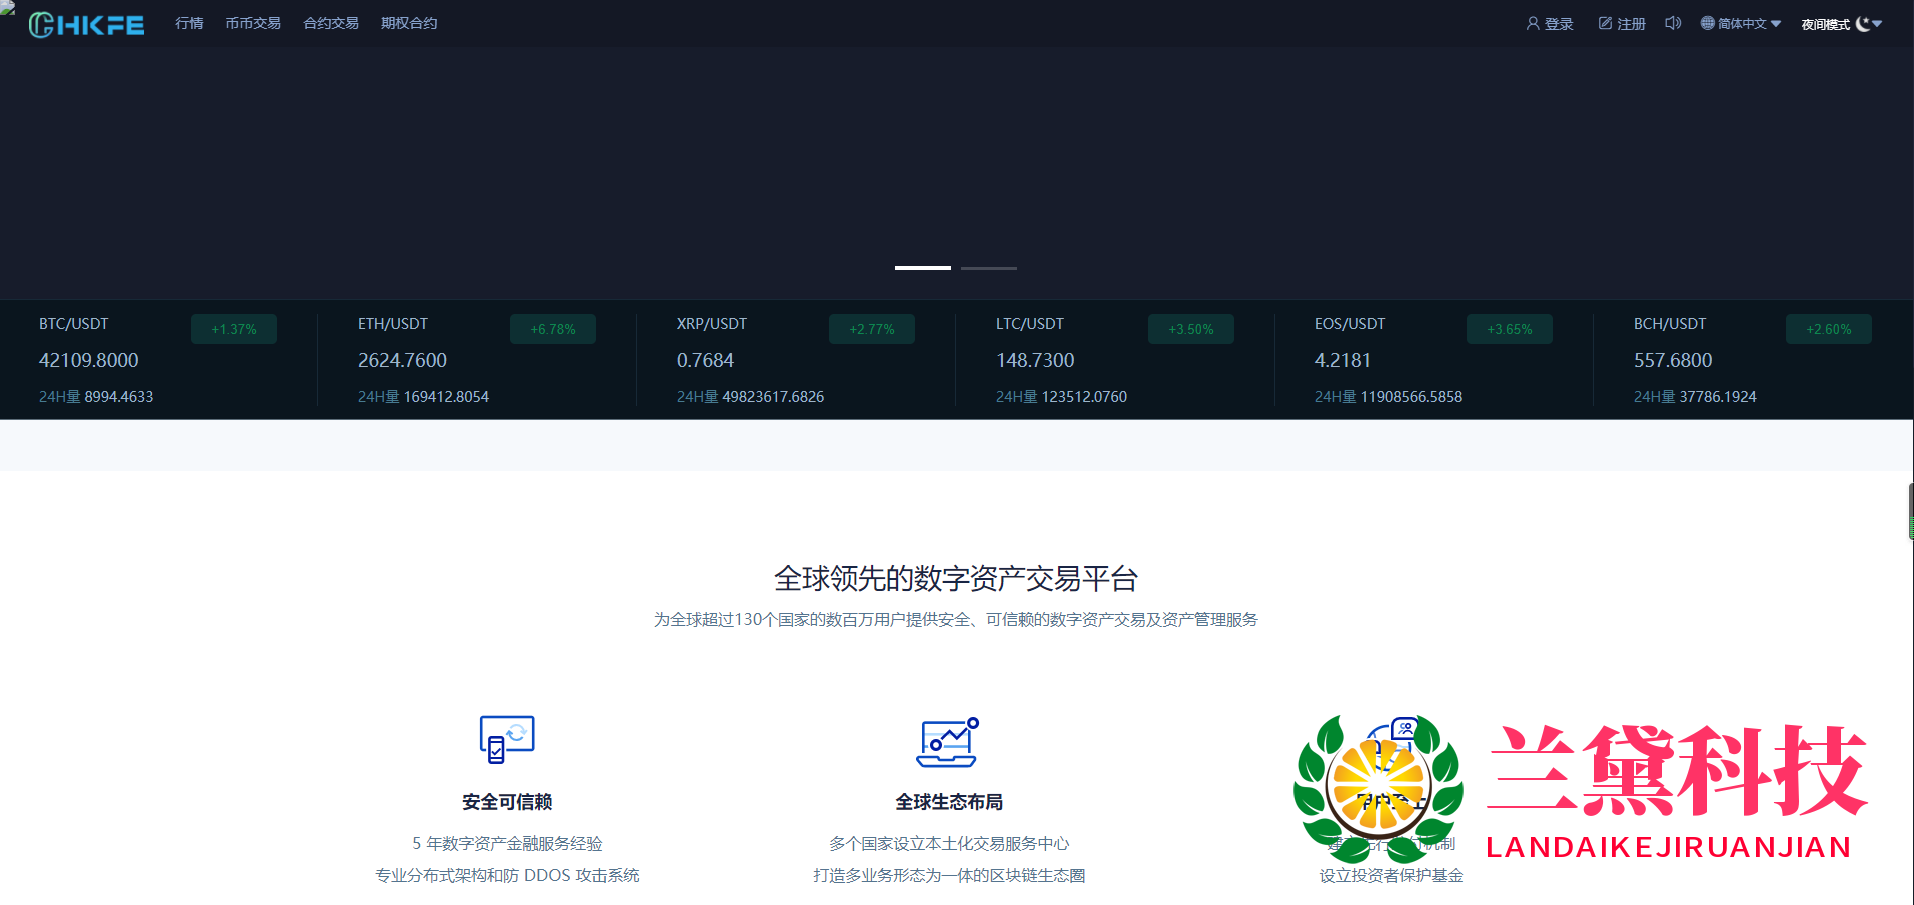 HKFE 行情 币币交易 合约交易 期权合约 登录 注册 简体中文 夜间模式
BTC/USDT +1.37% ETH/USDT +6.78% XRP/USDT +2.77% LTC/USDT +3.50% EOS/USDT +3.65% BCH/USDT +2.60%
42109.8000 2624.7600 0.7684 148.7300 4.2181 557.6800
24H量 8994.4633 24H量 169412.8054 24H量 49823617.6826 24H量 123512.0760 24H量 11908566.5858 24H量 37786.1924
全球领先的数字资产交易平台
为全球超过130个国家的数百万用户提供安全、可信赖的数字资产交易及资产管理服务
安全可信赖 全球生态布局
5 年数字资产金融服务经验 多个国家设立本土化交易服务中心
专业分布式架构和防 DDOS 攻击系统 打造多业务形态为一体的区块链生态圈 设立投资者保护基金
兰黛科技
LANDAIKEJIRUANJIAN